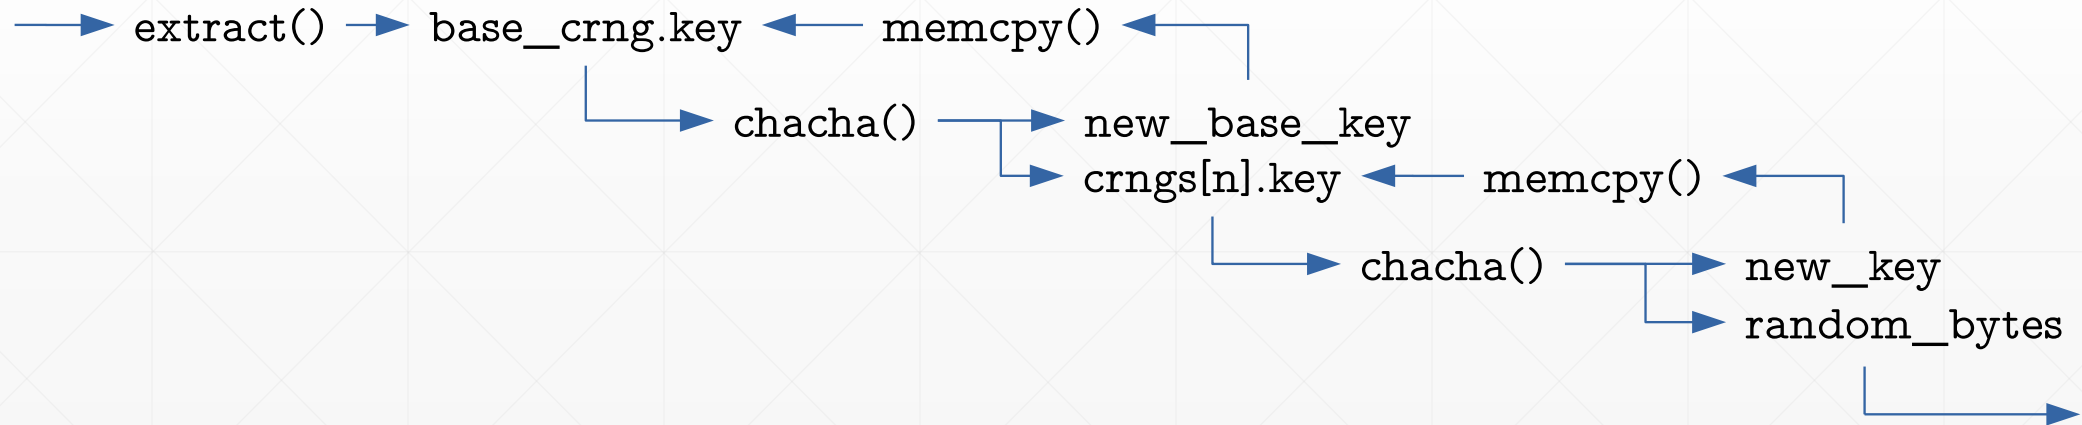 extract() base_crng.key memcpy()
chacha() new_base_key
crngs[n].key memcpy()
chacha() new_key
random_bytes